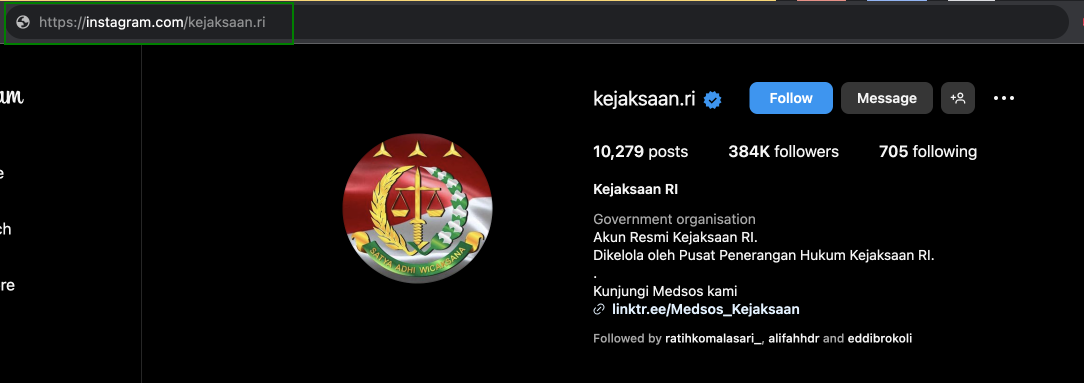 https://instagram.com/kejaksaan.ri
am
kejaksaan.ri
Follow
Message
10,279 posts
384K followers
705 following
Kejaksaan RI
Government organisation
Akun Resmi Kejaksaan RI.
Dikelola oleh Pusat Penerangan Hukum Kejaksaan RI.
.
Kunjungi Medsos kami
linktr.ee/Medsos_Kejaksaan
Followed by ratihkomalasari_, alifahhdr and eddibrokoli
SATYA ADHI WICAKSANA
e
ch
re